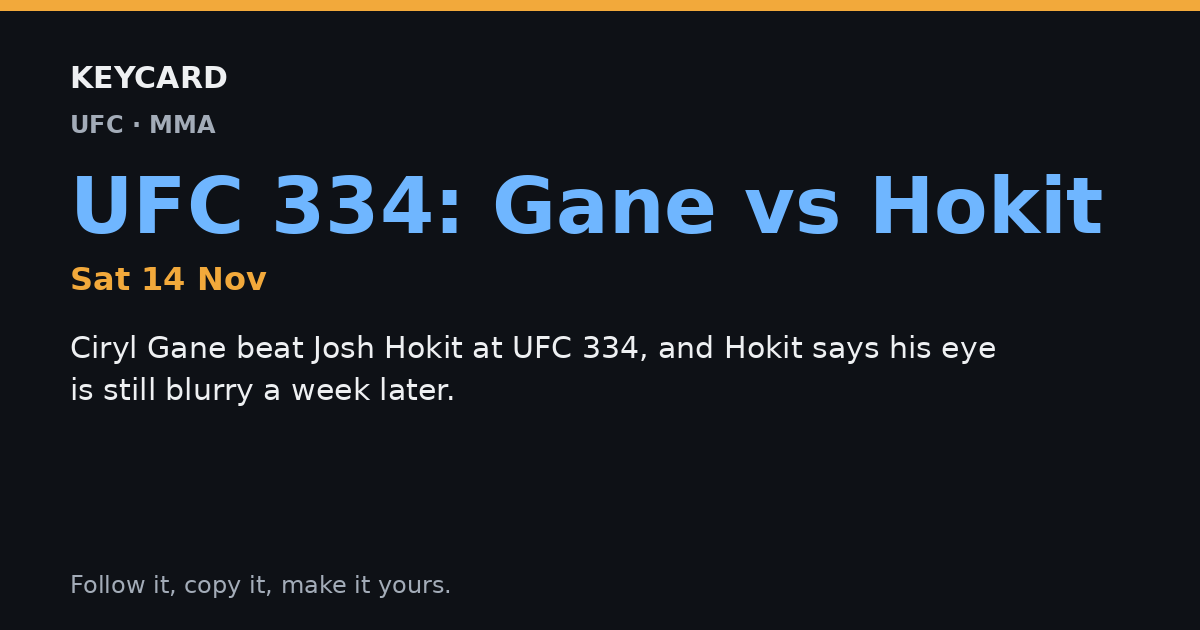 KEYCARD
UFC · MMA
UFC 334: Gane vs Hokit
Sat 14 Nov
Ciryl Gane beat Josh Hokit at UFC 334, and Hokit says his eye
is still blurry a week later.
Follow it, copy it, make it yours.